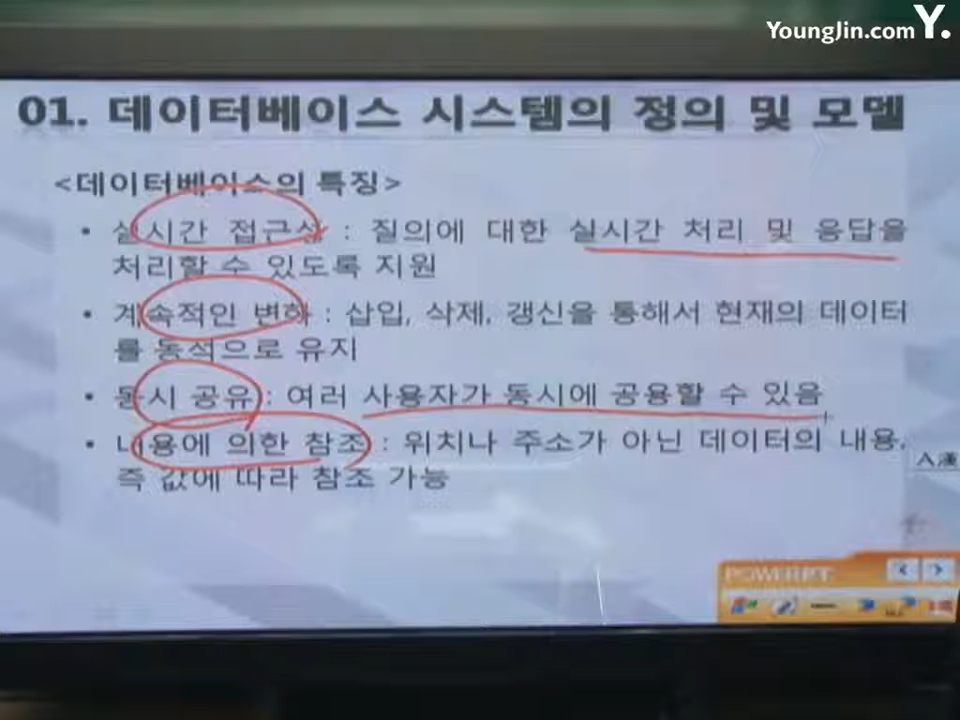 YoungJin.com Y.
01. 데이터베이스 시스템의 정의 및 모델
<데이터베이스의 특징>
• 실시간 접근성 : 질의에 대한 실시간 처리 및 응답을
처리할 수 있도록 지원
• 계속적인 변화 : 삽입, 삭제, 갱신을 통해서 현재의 데이터
를 동적으로 유지
• 동시 공유 : 여러 사용자가 동시에 공용할 수 있음
• 내용에 의한 참조 : 위치나 주소가 아닌 데이터의 내용,
즉 값에 따라 참조 가능
A漢